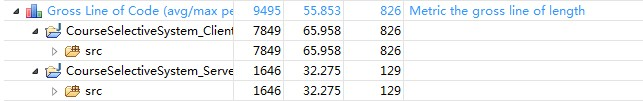 Gross Line of Code (avg/max pe 9495 55.853 826 Metric the gross line of length
CourseSelectiveSystem_Client 7849 65.958 826
src 7849 65.958 826
CourseSelectiveSystem_Serve 1646 32.275 129
src 1646 32.275 129